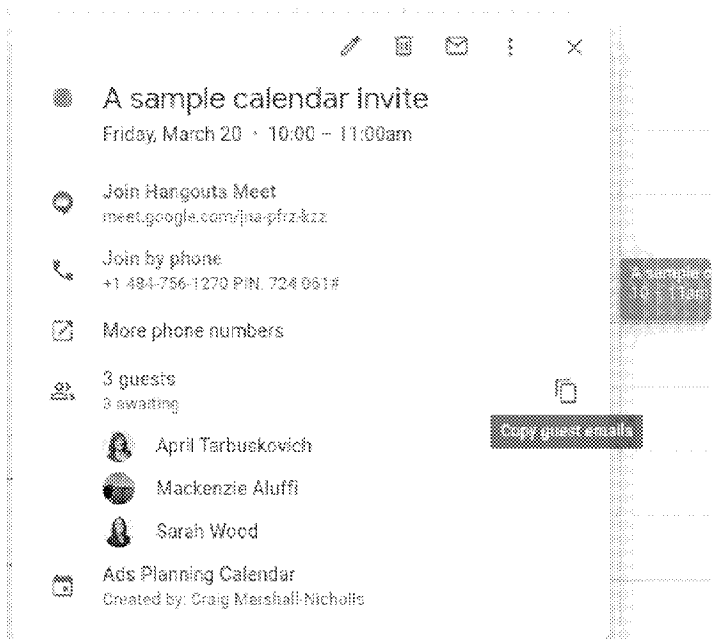 A sample calendar invite
Friday, March 20 · 10:00 – 11:00am
Join Hangouts Meet
meet.google.com/jna-pfrz-kzz
Join by phone
+1 484-756-1270 PIN: 724 061#
More phone numbers
3 guests
3 awaiting
Copy guest emails
April Tarbuskovich
Mackenzie Aluffi
Sarah Wood
Ads Planning Calendar
Created by: Craig Marshall-Nicholls
A sample